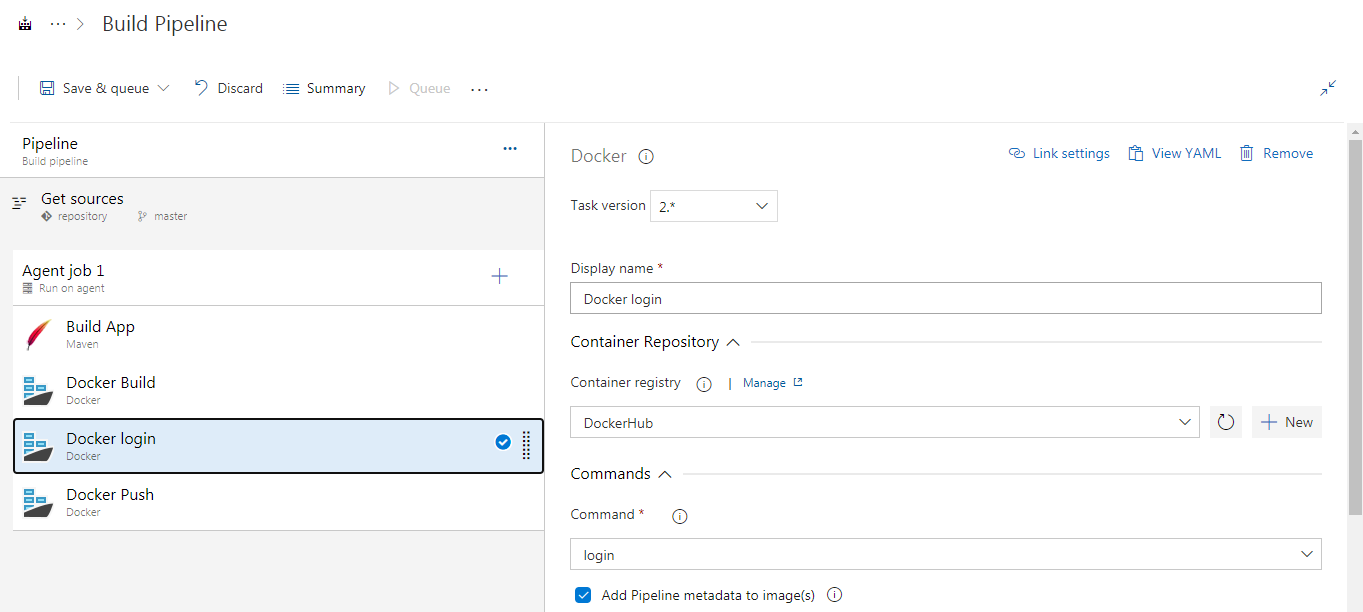 Build Pipeline
Save & queue
Discard
Summary
Queue
Pipeline
Build pipeline
Get sources
repository
master
Agent job 1
Run on agent
Build App
Maven
Docker Build
Docker
Docker login
Docker
Docker Push
Docker
Docker
Link settings
View YAML
Remove
Task version
2.*
Display name *
Docker login
Container Repository
Container registry
| Manage
DockerHub
New
Commands
Command *
login
Add Pipeline metadata to image(s)